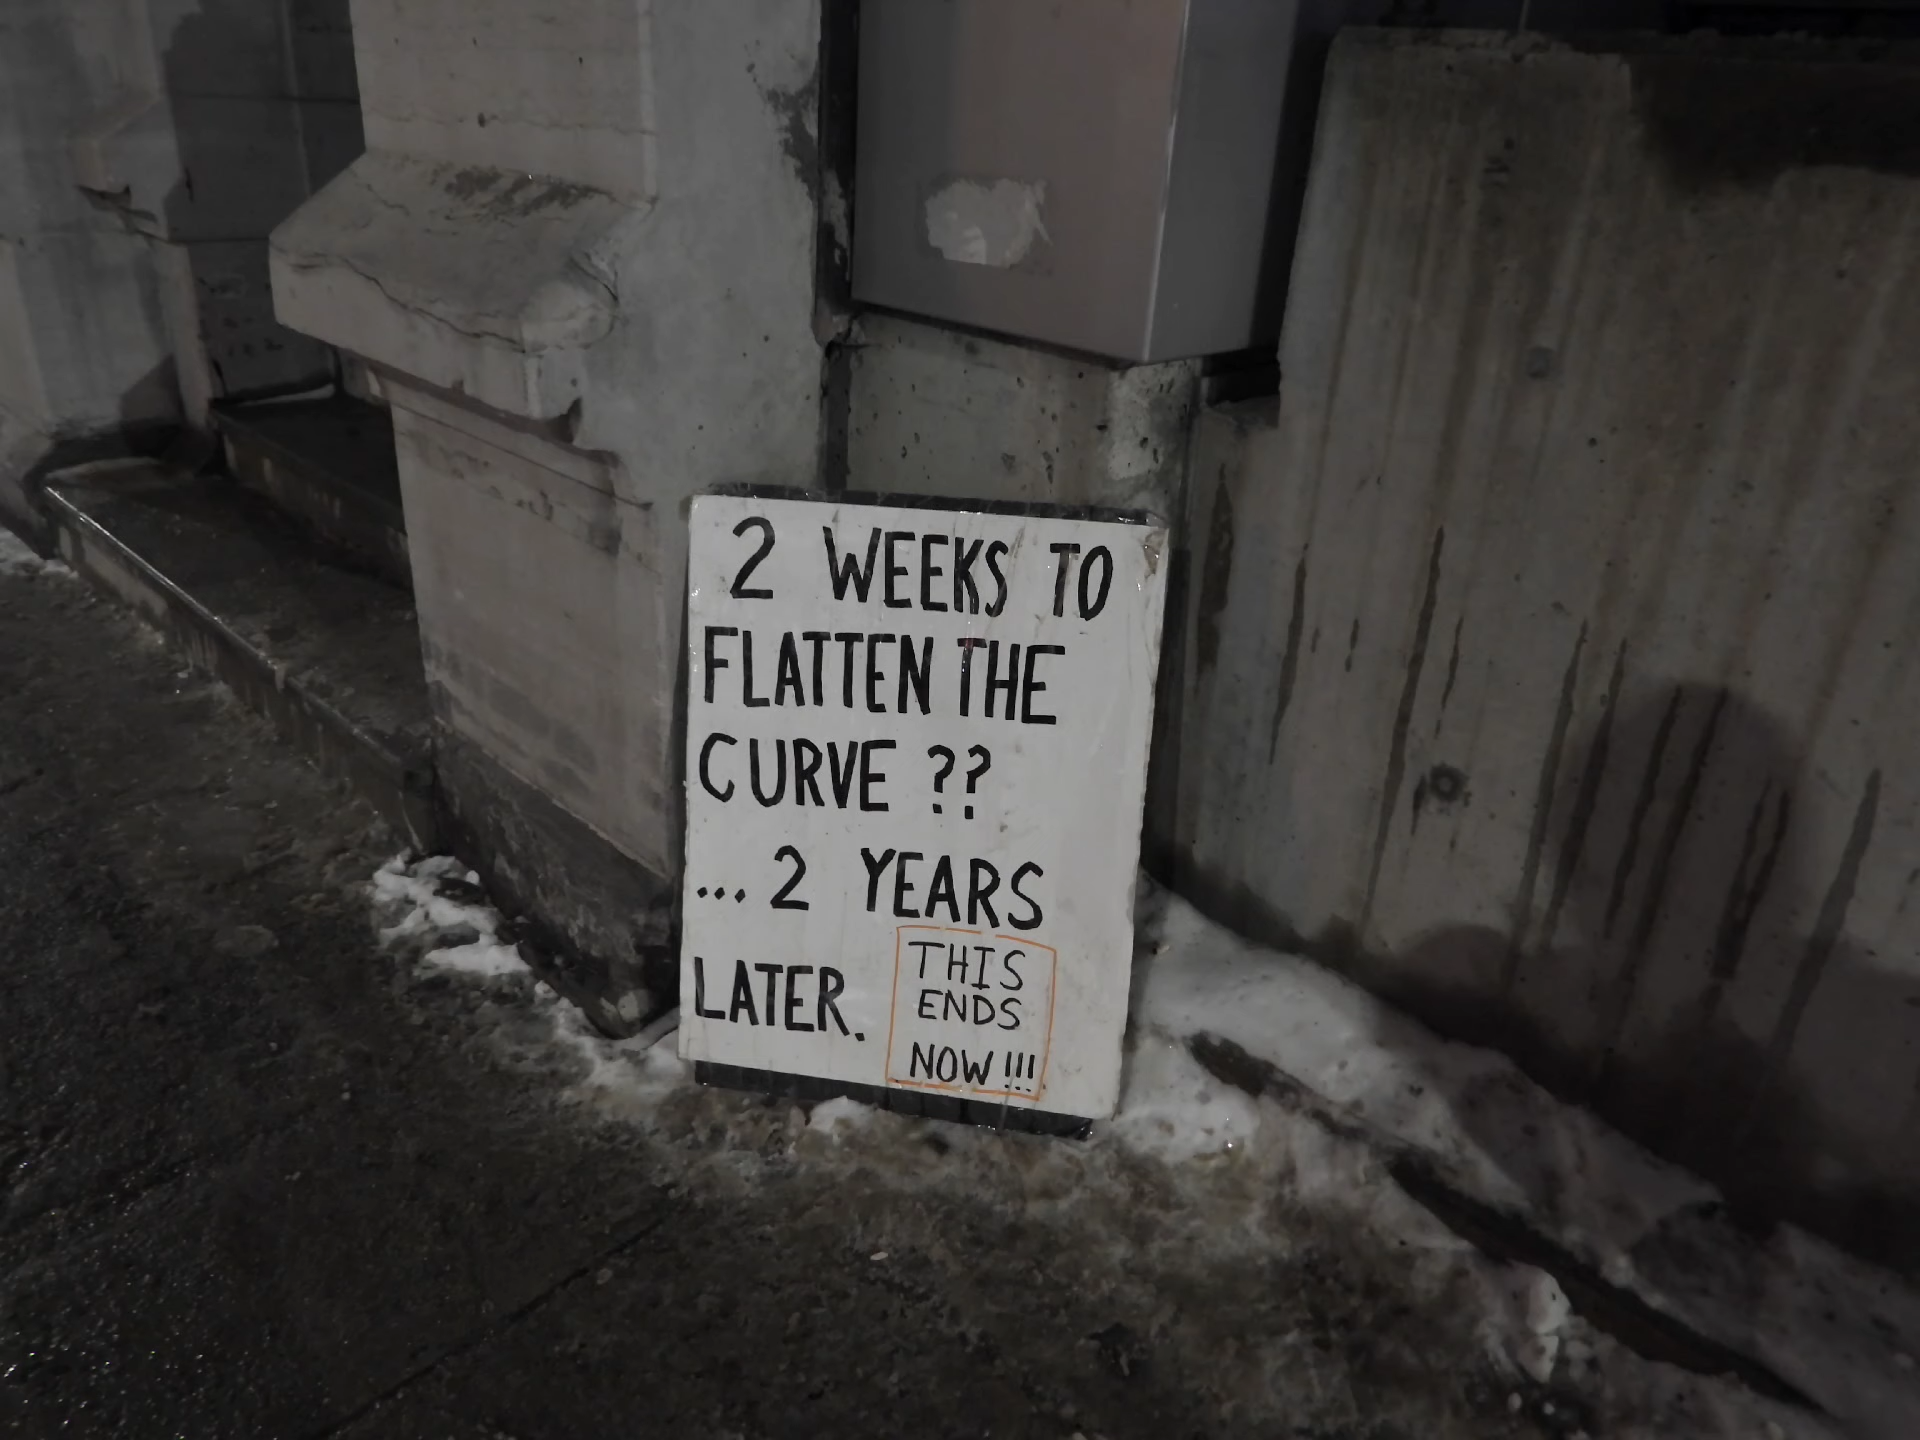 2 WEEKS TO
FLATTEN THE
CURVE ??
... 2 YEARS
LATER.
THIS
ENDS
NOW !!!